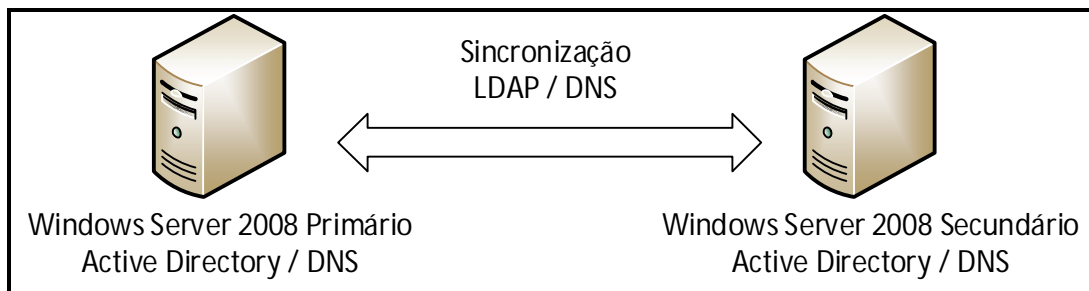 Sincronização
LDAP / DNS
Windows Server 2008 Primário
Active Directory / DNS
Windows Server 2008 Secundário
Active Directory / DNS